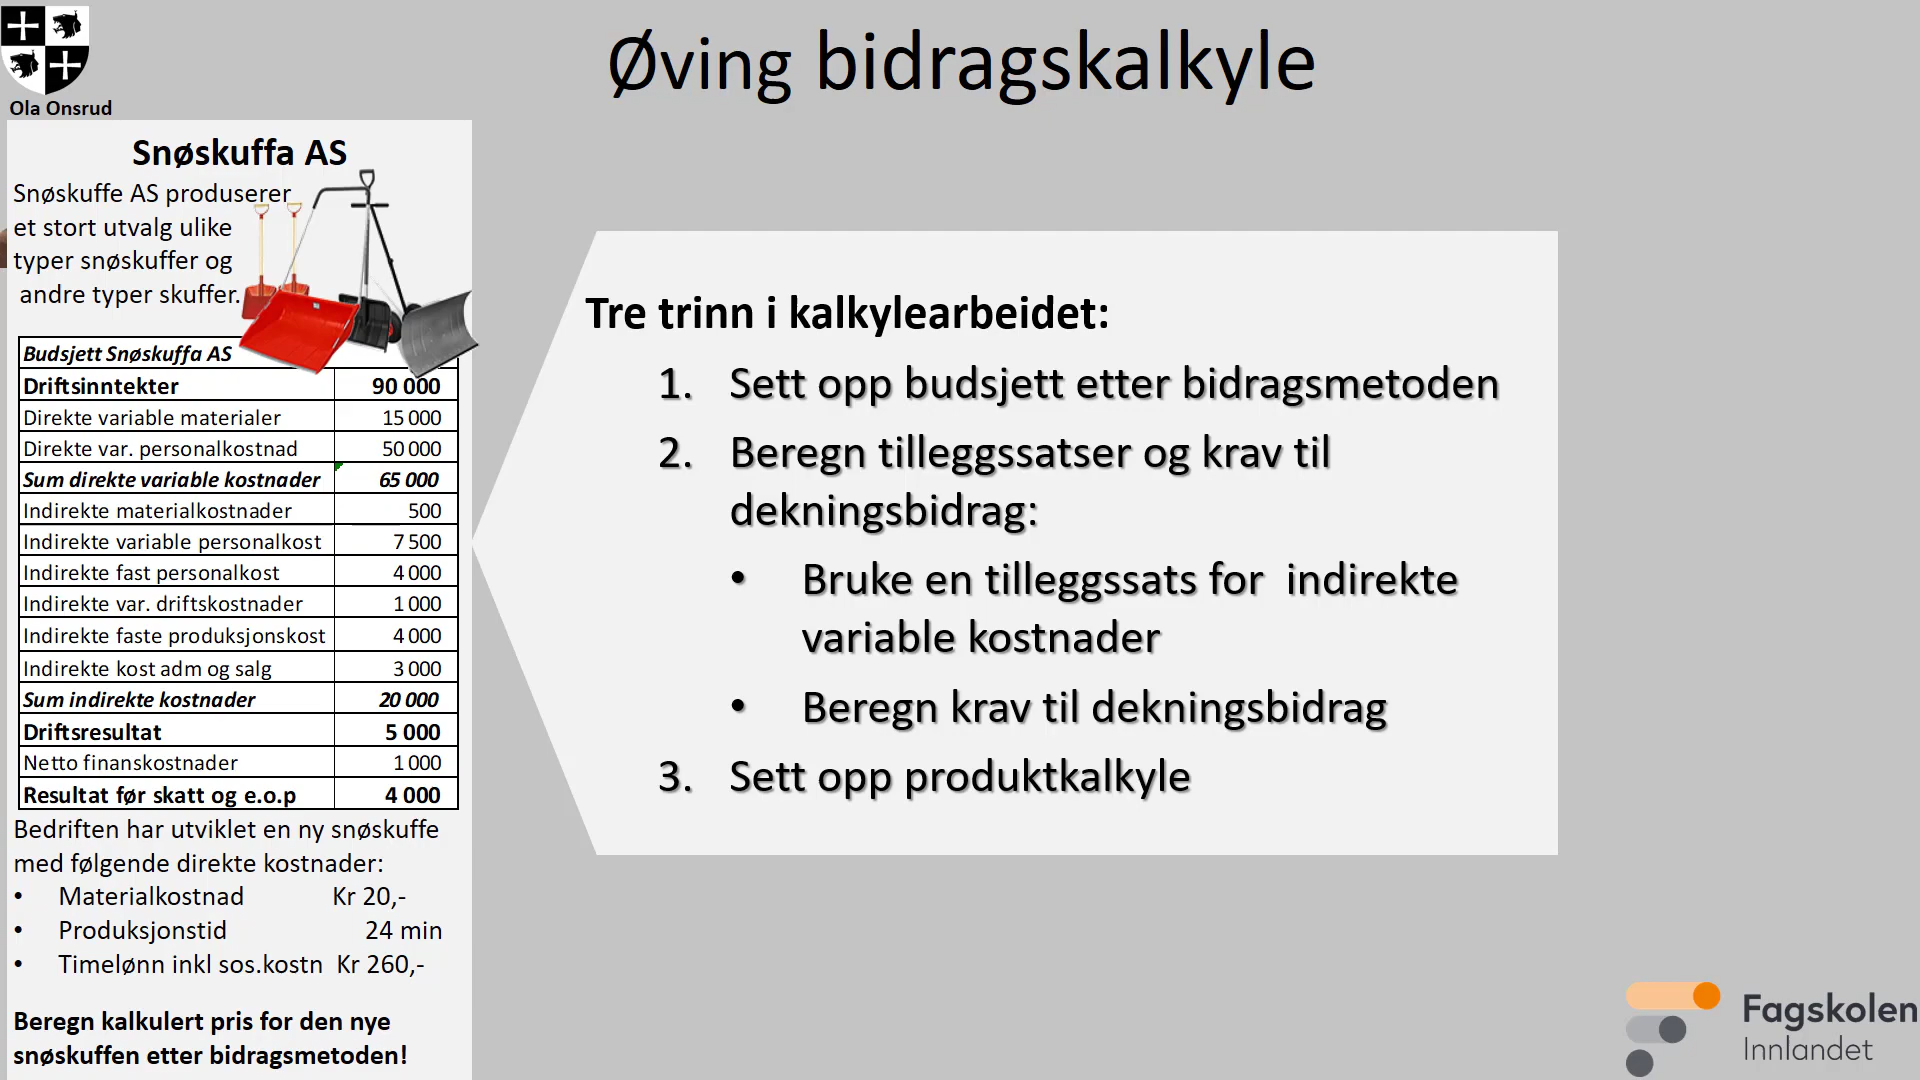 Øving bidragskalkyle
Ola Onsrud
Snøskuffa AS
Snøskuffe AS produserer
et stort utvalg ulike
typer snøskuffer og
andre typer skuffer.
Budsjett Snøskuffa AS
Driftsinntekter 90 000
Direkte variable materialer 15 000
Direkte var. personalkostnad 50 000
Sum direkte variable kostnader 65 000
Indirekte materialkostnader 500
Indirekte variable personalkost 7 500
Indirekte fast personalkost 4 000
Indirekte var. driftskostnader 1 000
Indirekte faste produksjonskost 4 000
Indirekte kost adm og salg 3 000
Sum indirekte kostnader 20 000
Driftsresultat 5 000
Netto finanskostnader 1 000
Resultat før skatt og e.o.p 4 000
Bedriften har utviklet en ny snøskuffe
med følgende direkte kostnader:
• Materialkostnad Kr 20,-
• Produksjonstid 24 min
• Timelønn inkl sos.kostn Kr 260,-
Beregn kalkulert pris for den nye
snøskuffen etter bidragsmetoden!
Tre trinn i kalkylearbeidet:
1. Sett opp budsjett etter bidragsmetoden
2. Beregn tilleggssatser og krav til
dekningsbidrag:
• Bruke en tilleggssats for indirekte
variable kostnader
• Beregn krav til dekningsbidrag
3. Sett opp produktkalkyle
Fagskolen
Innlandet